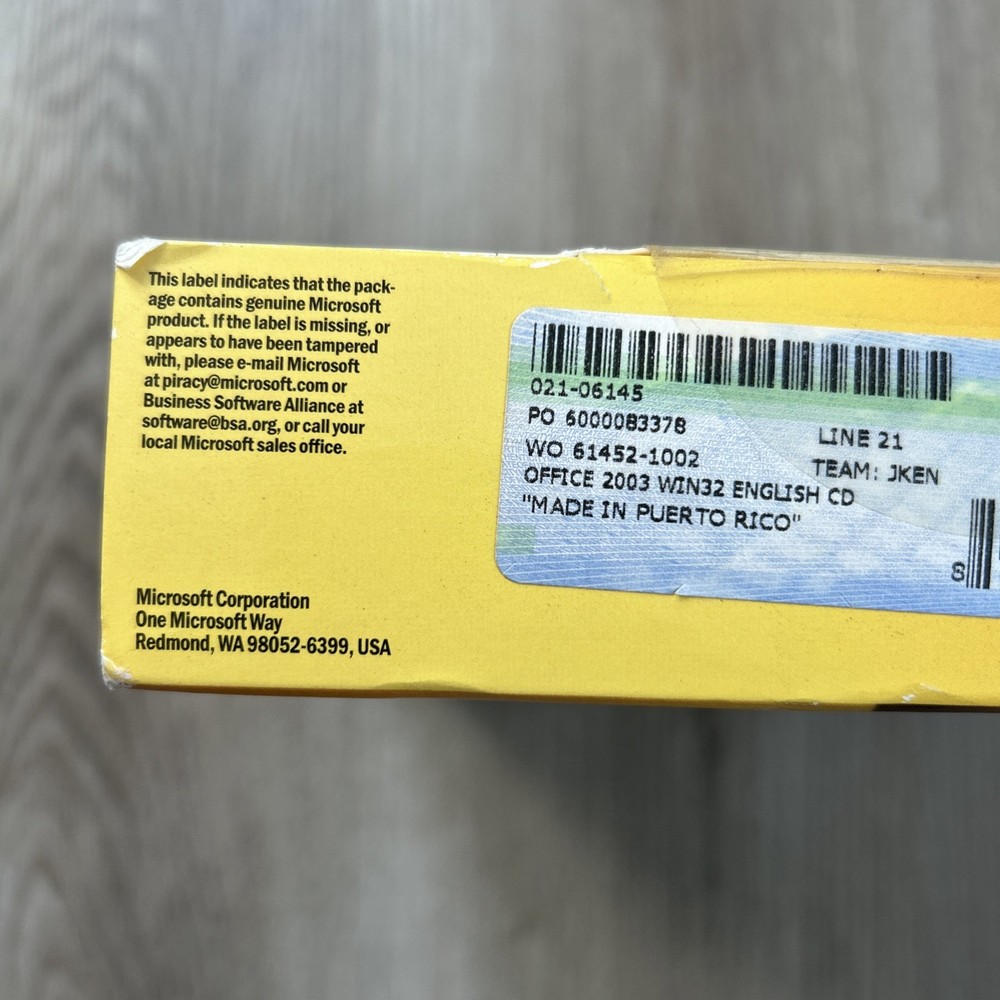 This label indicates that the pack-
age contains genuine Microsoft
product. If the label is missing, or
appears to have been tampered
with, please e-mail Microsoft
at piracy@microsoft.com or
Business Software Alliance at
software@bsa.org, or call your
local Microsoft sales office.
Microsoft Corporation
One Microsoft Way
Redmond, WA 98052-6399, USA
021-06145
PO 6000083378
WO 61452-1002
LINE 21
TEAM: JKEN
OFFICE 2003 WIN32 ENGLISH CD
"MADE IN PUERTO RICO"
8